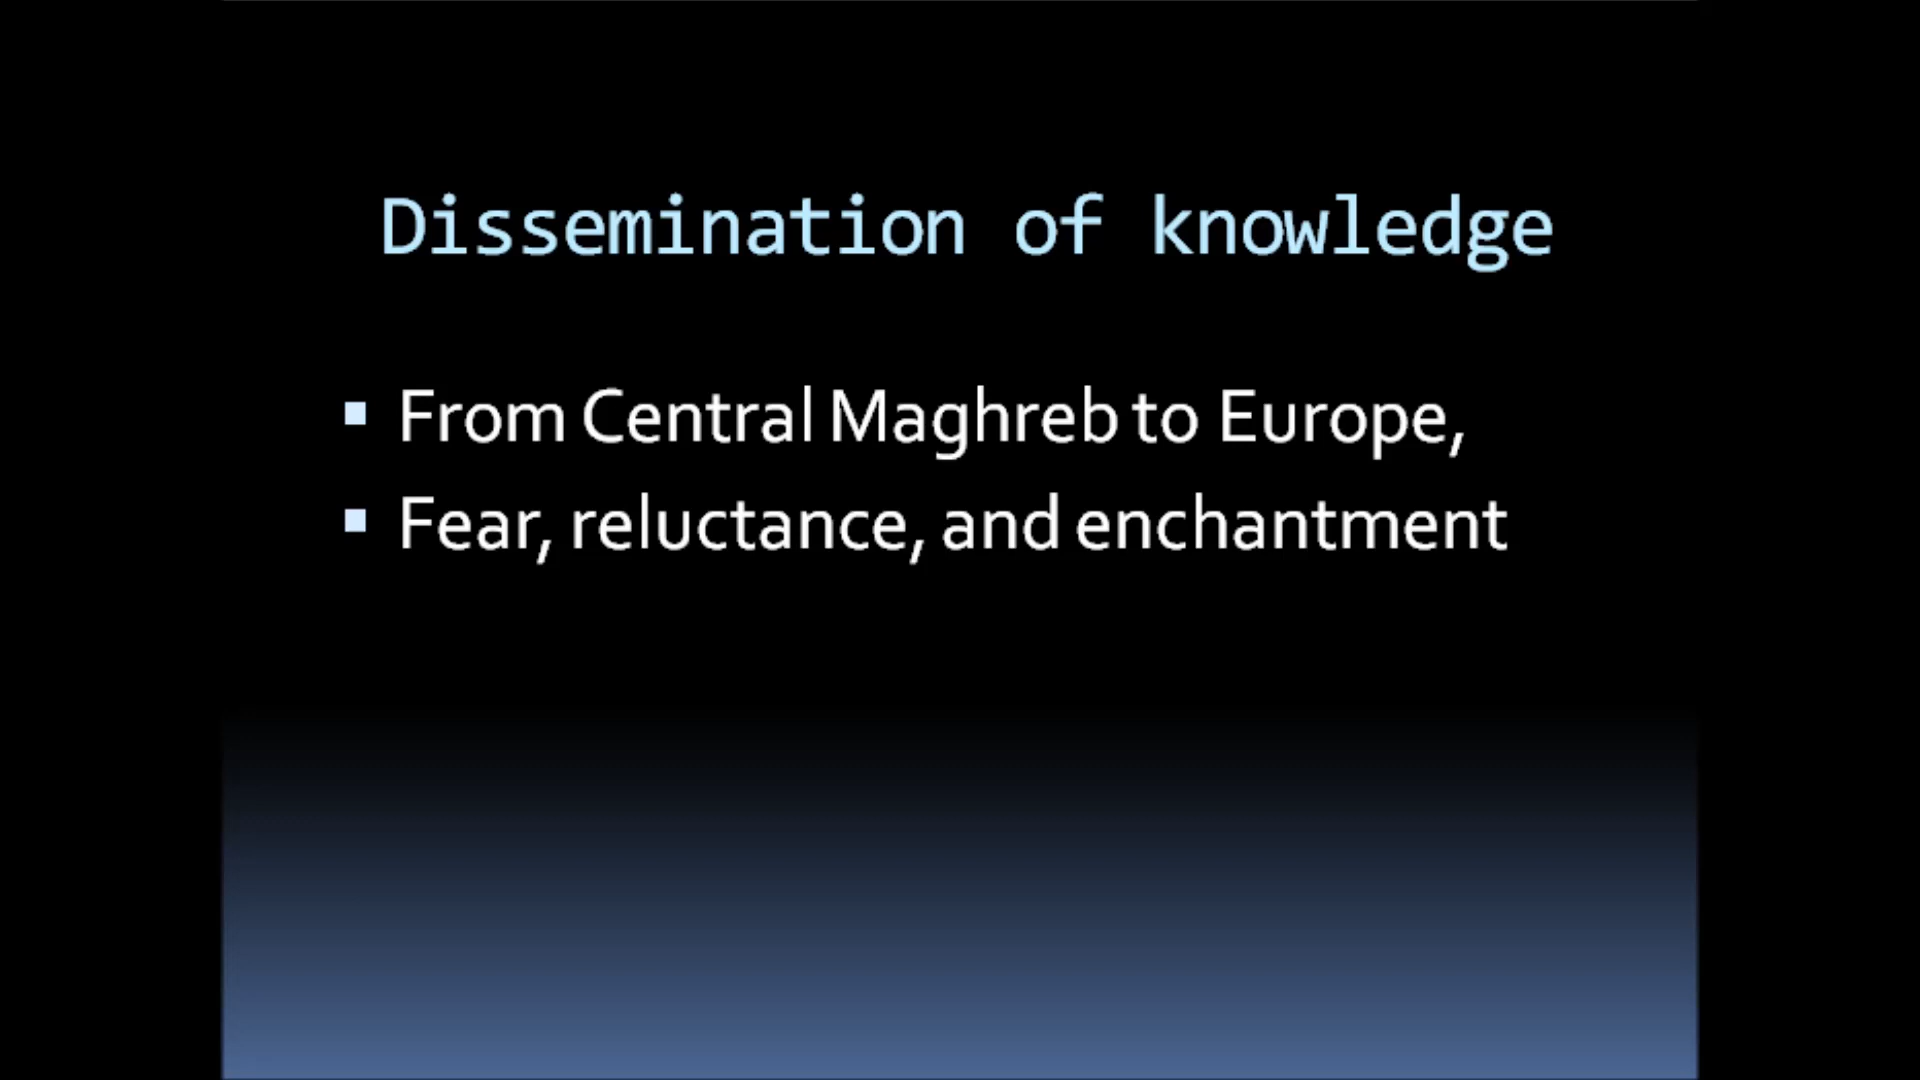 Dissemination of knowledge
From Central Maghreb to Europe,
Fear, reluctance, and enchantment